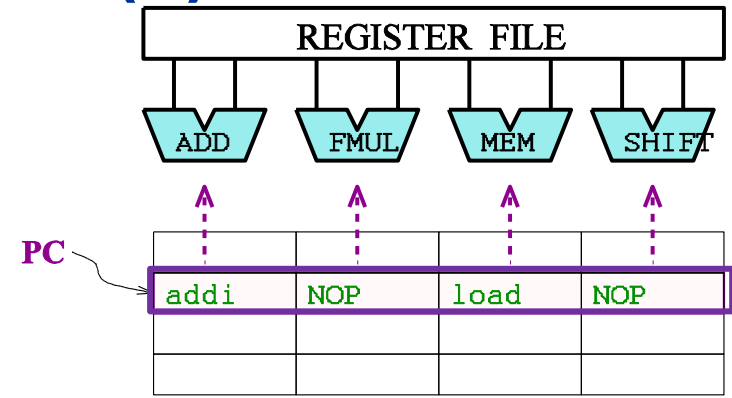 REGISTER FILE
ADD FMUL MEM SHIFT
PC
addi NOP load NOP